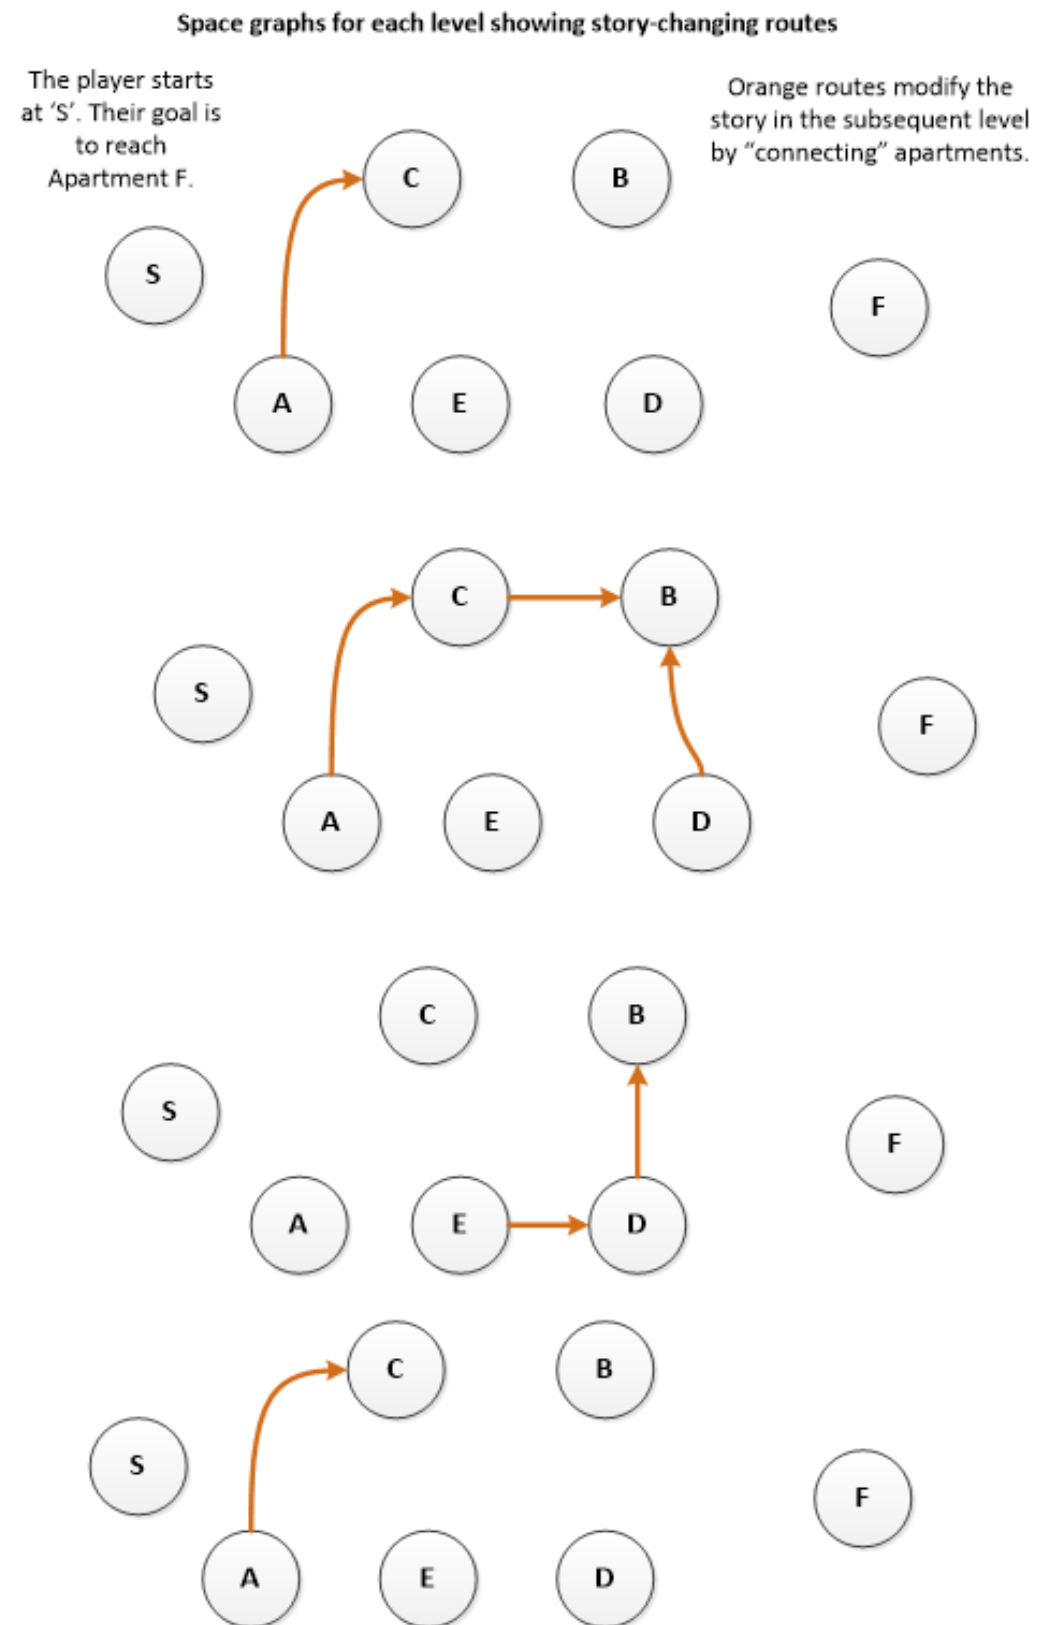 Space graphs for each level showing story-changing routes
The player starts
at ‘S’. Their goal is
to reach
Apartment F.
Orange routes modify the
story in the subsequent level
by “connecting” apartments.
C
B
S
F
A
E
D
C
B
S
F
A
E
D
C
B
S
F
A
E
D
C
B
S
F
A
E
D